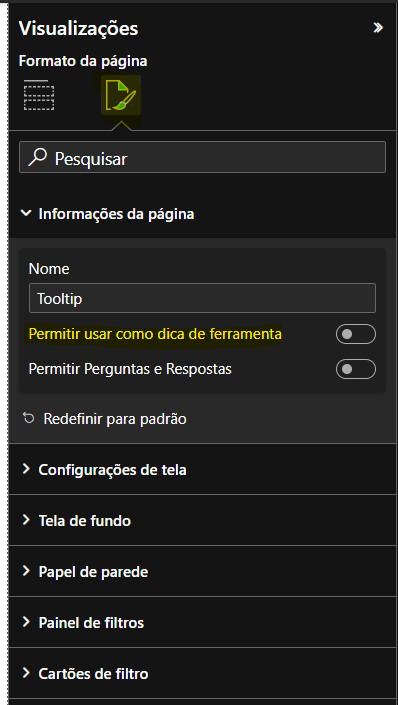 Visualizações
Formato da página
Pesquisar
Informações da página
Nome
Tooltip
Permitir usar como dica de ferramenta
Permitir Perguntas e Respostas
Redefinir para padrão
Configurações de tela
Tela de fundo
Papel de parede
Painel de filtros
Cartões de filtro